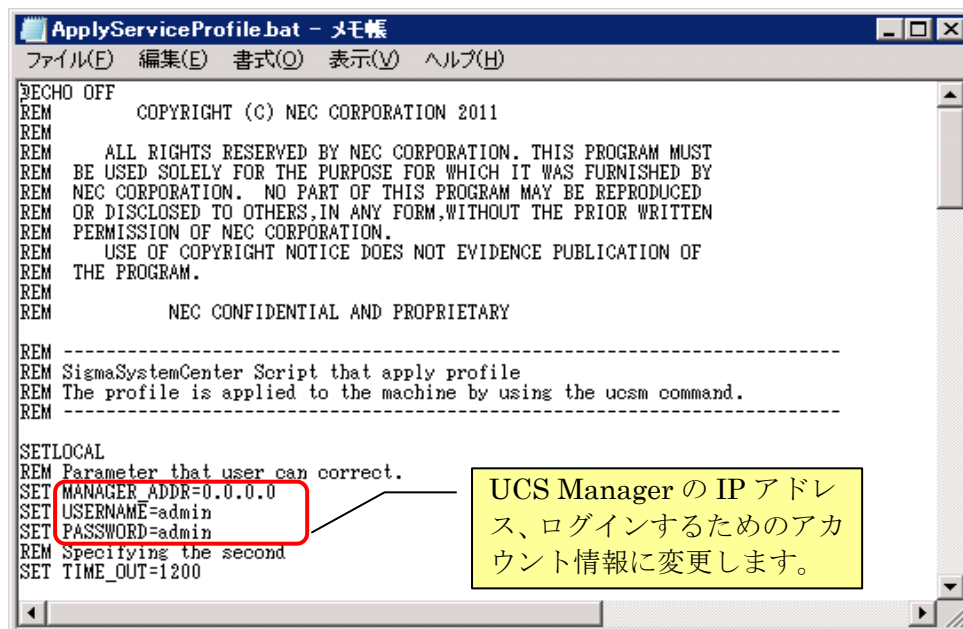 ApplyServiceProfile.bat - メモ帳
ファイル(F) 編集(E) 書式(O) 表示(V) ヘルプ(H)
@ECHO OFF
REM COPYRIGHT (C) NEC CORPORATION 2011
REM
REM ALL RIGHTS RESERVED BY NEC CORPORATION. THIS PROGRAM MUST
REM BE USED SOLELY FOR THE PURPOSE FOR WHICH IT WAS FURNISHED BY
REM NEC CORPORATION. NO PART OF THIS PROGRAM MAY BE REPRODUCED
REM OR DISCLOSED TO OTHERS,IN ANY FORM,WITHOUT THE PRIOR WRITTEN
REM PERMISSION OF NEC CORPORATION.
REM USE OF COPYRIGHT NOTICE DOES NOT EVIDENCE PUBLICATION OF
REM THE PROGRAM.
REM
REM NEC CONFIDENTIAL AND PROPRIETARY
REM -------------------------------------------------------------------------
REM SigmaSystemCenter Script that apply profile
REM The profile is applied to the machine by using the ucsm command.
REM -------------------------------------------------------------------------
SETLOCAL
REM Parameter that user can correct.
SET MANAGER_ADDR=0.0.0.0
SET USERNAME=admin
SET PASSWORD=admin
REM Specifying the second
SET TIME_OUT=1200
UCS Manager の IP アドレ
ス、ログインするためのアカ
ウント情報に変更します。